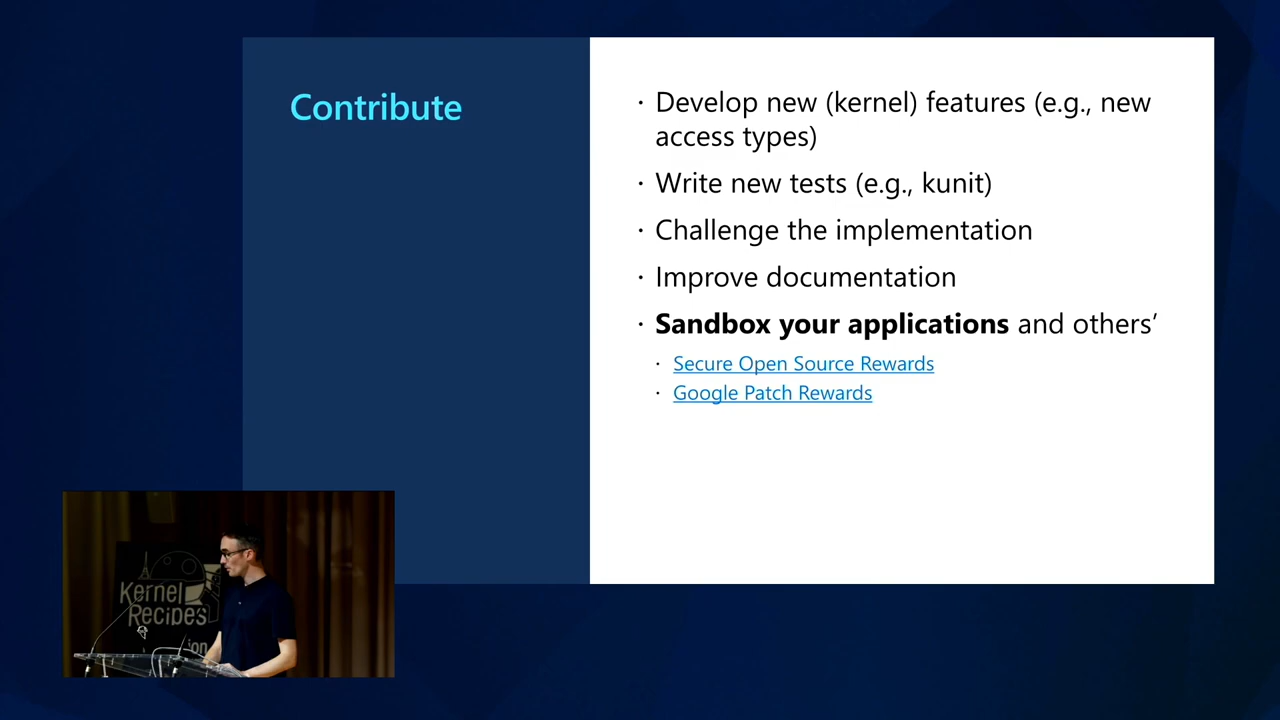 Contribute
· Develop new (kernel) features (e.g., new
access types)
· Write new tests (e.g., kunit)
· Challenge the implementation
· Improve documentation
· Sandbox your applications and others’
· Secure Open Source Rewards
· Google Patch Rewards
Kernel
Recipes